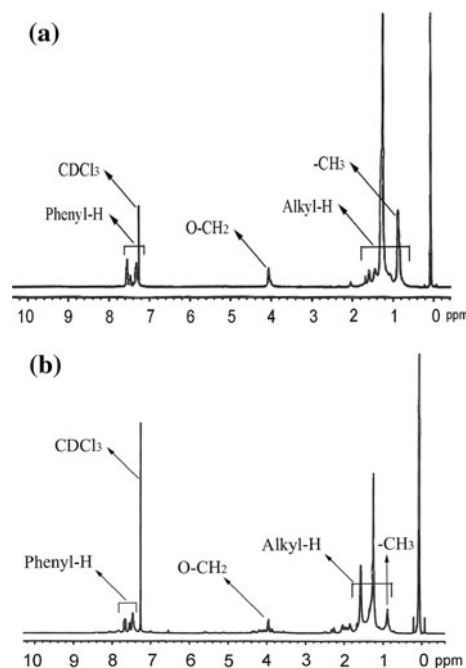 (a)
CDCl3
Phenyl-H
O-CH2
-CH3
Alkyl-H
10 9 8 7 6 5 4 3 2 1 0 ppm
(b)
CDCl3
Phenyl-H
O-CH2
Alkyl-H
-CH3
10 9 8 7 6 5 4 3 2 1 0 ppm